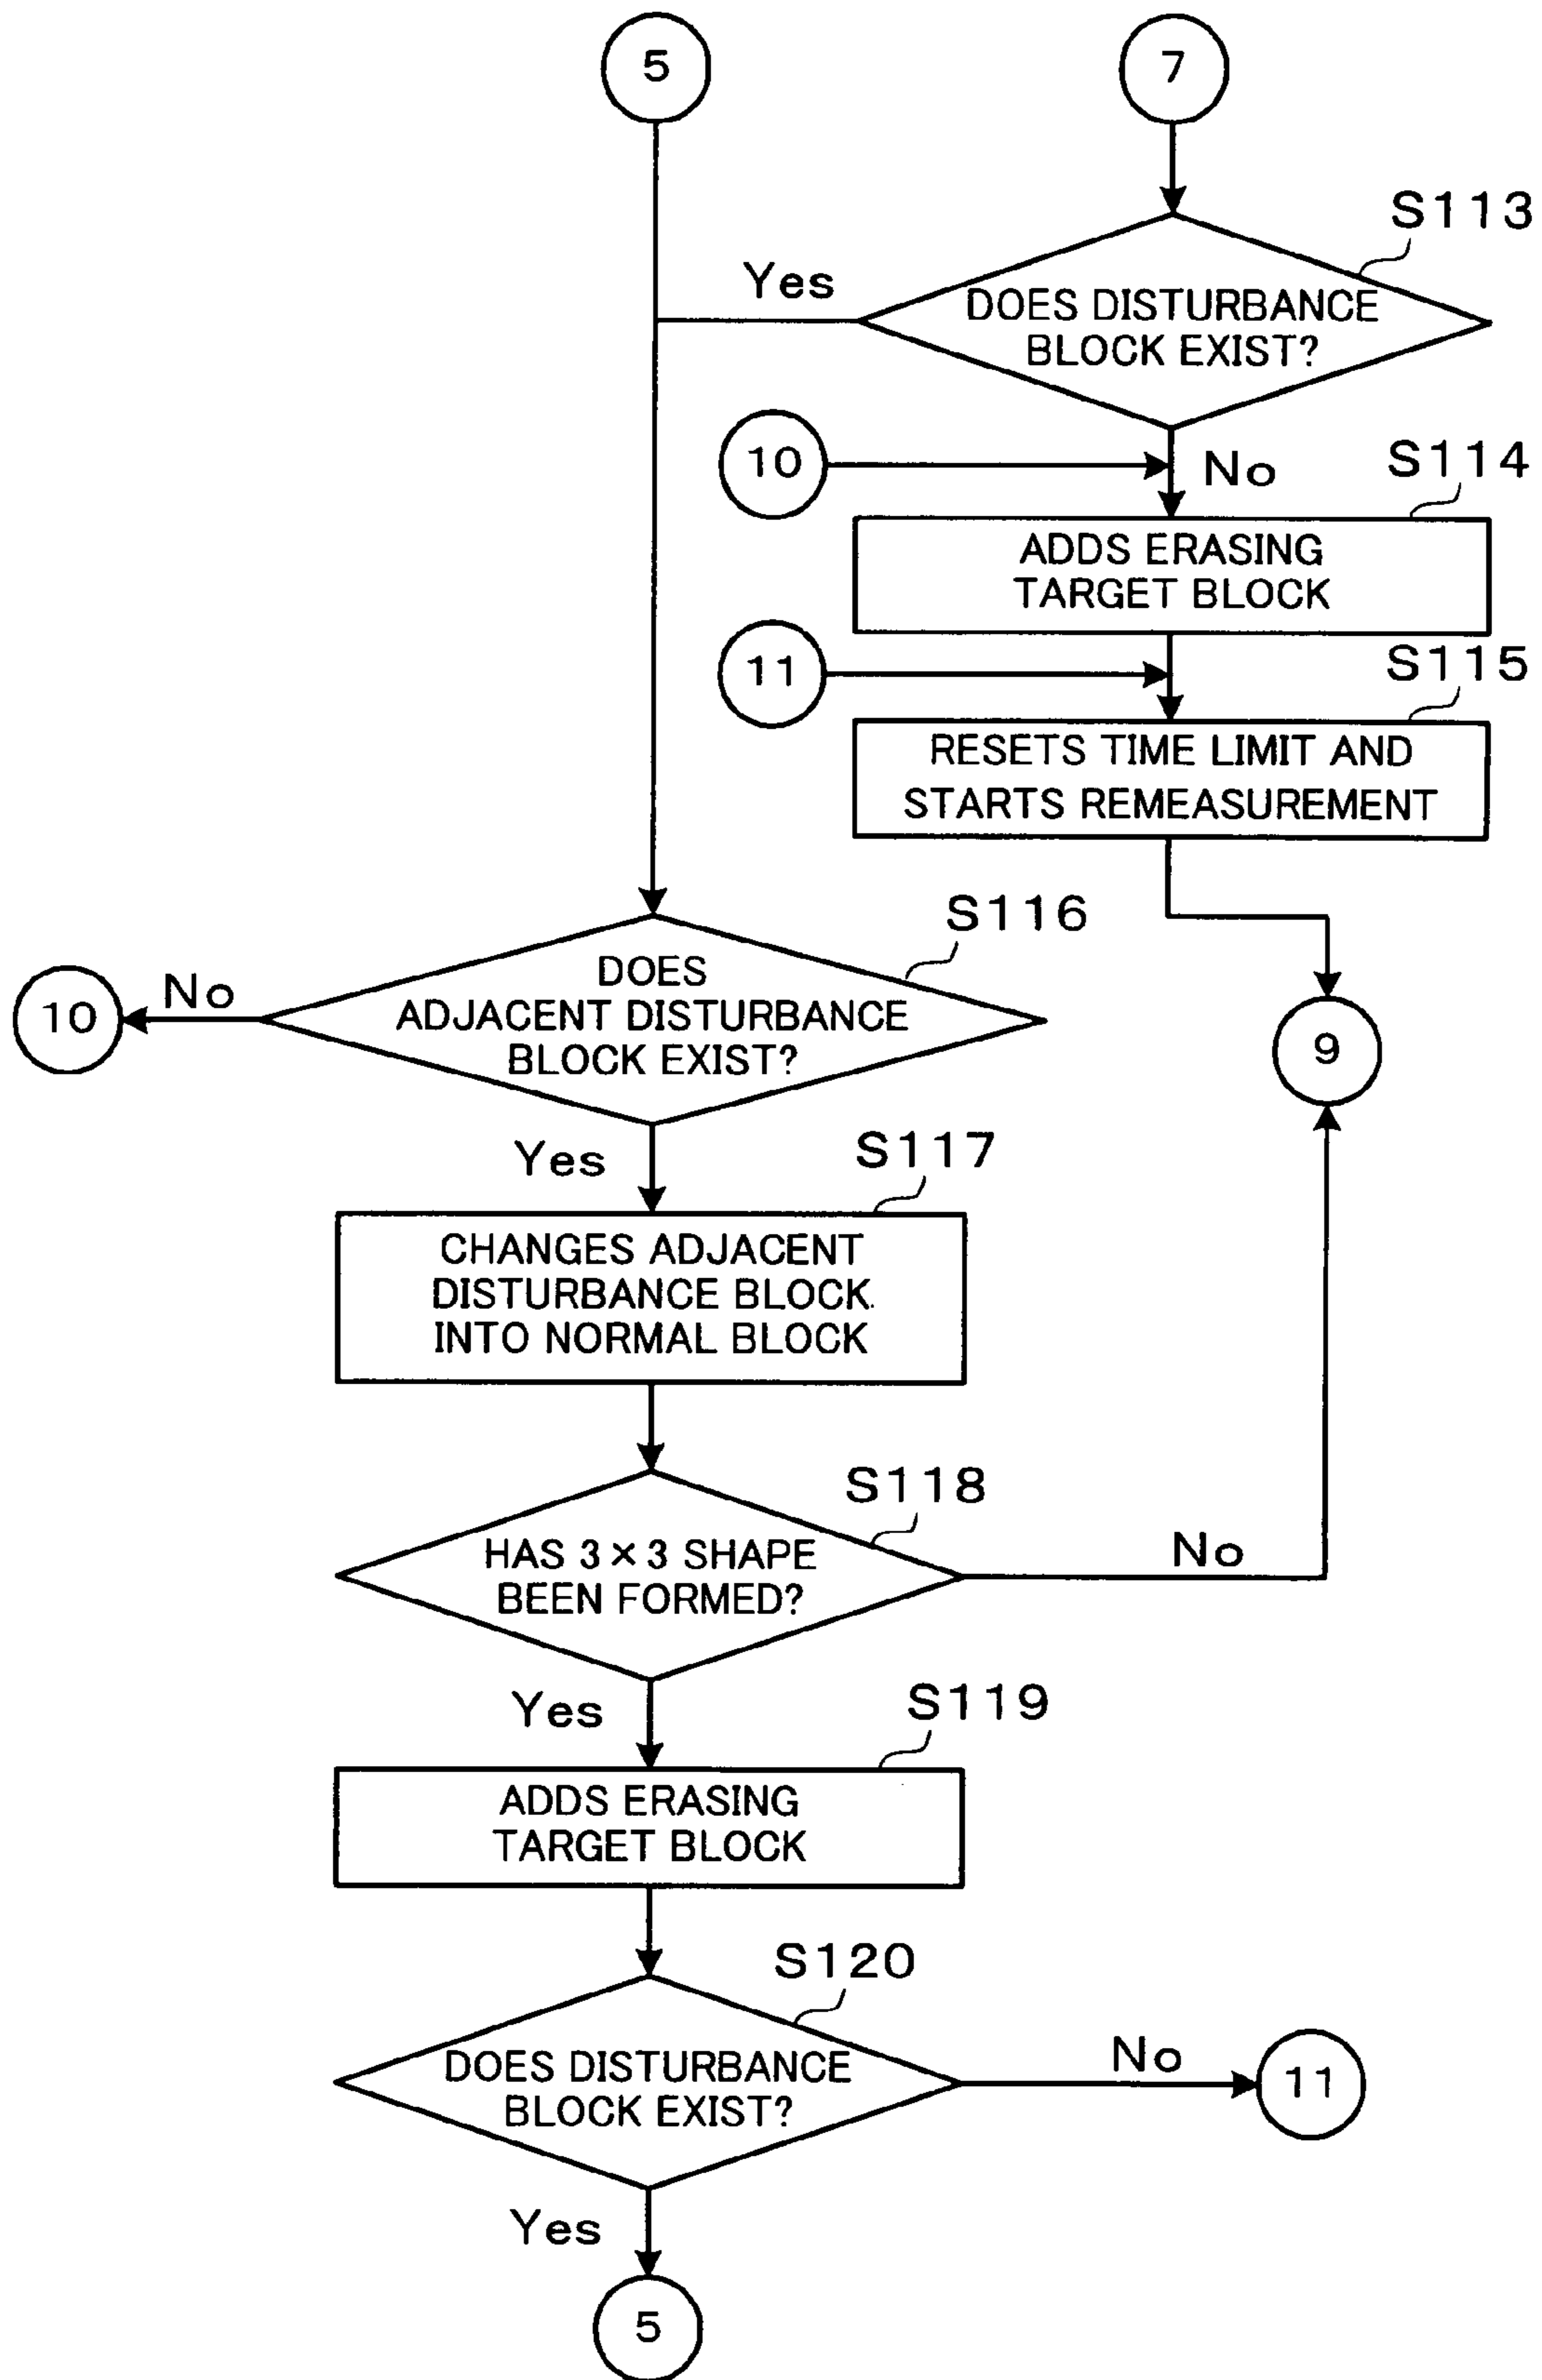 5
7
S113
Yes
DOES DISTURBANCE
BLOCK EXIST?
10
No
S114
ADDS ERASING
TARGET BLOCK
11
S115
RESETS TIME LIMIT AND
STARTS REMEASUREMENT
S116
No
10
DOES
ADJACENT DISTURBANCE
BLOCK EXIST?
9
Yes
S117
CHANGES ADJACENT
DISTURBANCE BLOCK
INTO NORMAL BLOCK
S118
HAS 3×3 SHAPE
BEEN FORMED?
No
Yes
S119
ADDS ERASING
TARGET BLOCK
S120
DOES DISTURBANCE
BLOCK EXIST?
No
11
Yes
5